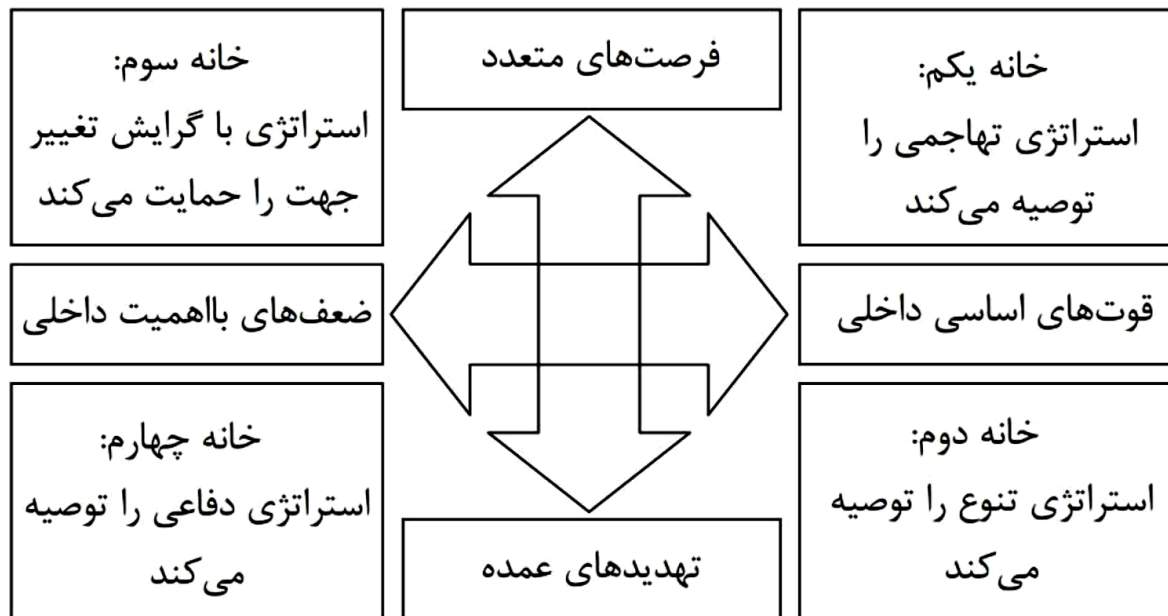 خانه یکم:
استراتژی تهاجمی را
توصیه می‌کند
فرصت‌های متعدد
خانه سوم:
استراتژی با گرایش تغییر
جهت را حمایت می‌کند
قوت‌های اساسی داخلی
ضعف‌های بااهمیت داخلی
خانه دوم:
استراتژی تنوع را توصیه
می‌کند
تهدیدهای عمده
خانه چهارم:
استراتژی دفاعی را توصیه
می‌کند